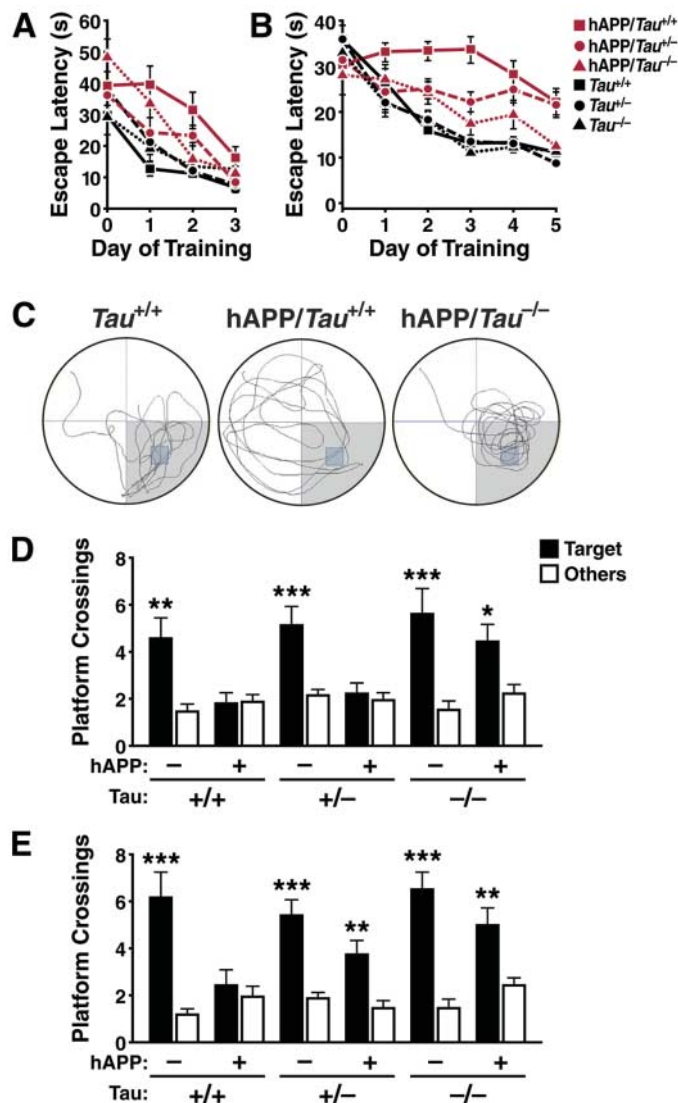 A
Escape Latency (s)
60
50
40
30
20
10
0
0 1 2 3
Day of Training
B
Escape Latency (s)
40
30
20
10
0
0 1 2 3 4 5
Day of Training
hAPP/Tau+/+
hAPP/Tau+/–
hAPP/Tau–/–
Tau+/+
Tau+/–
Tau–/–
C
Tau+/+ hAPP/Tau+/+ hAPP/Tau–/–
D
Platform Crossings
8
6
4
2
0
Target
Others
** *** *** *
hAPP: – + – + – +
Tau: +/+ +/– –/–
E
Platform Crossings
8
6
4
2
0
*** *** ** *** **
hAPP: – + – + – +
Tau: +/+ +/– –/–